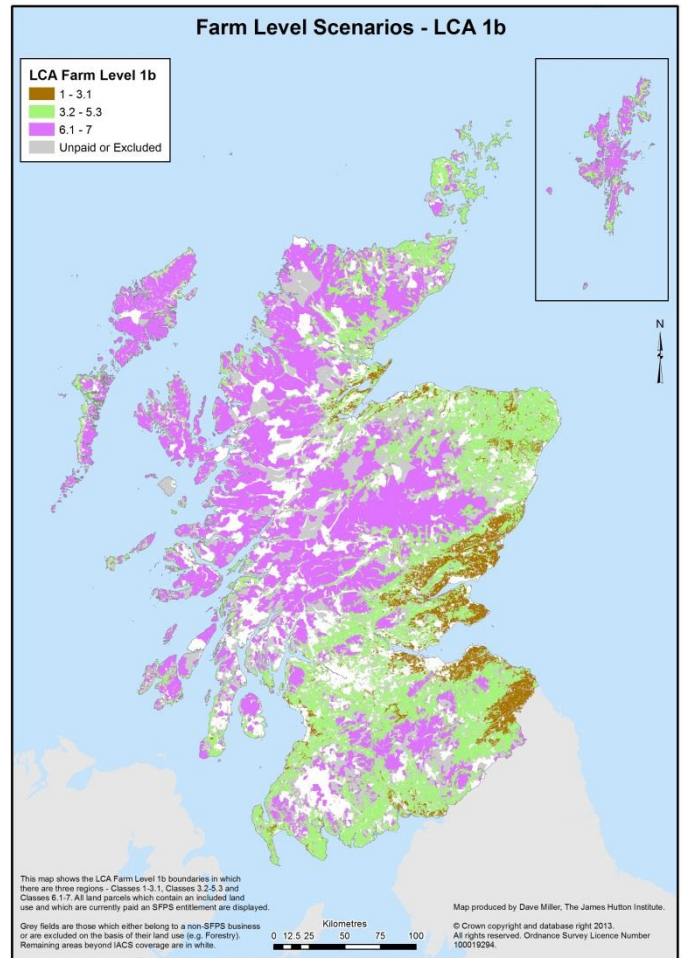 Farm Level Scenarios - LCA 1b
LCA Farm Level 1b
1 - 3.1
3.2 - 5.3
6.1 - 7
Unpaid or Excluded
N
This map shows the LCA Farm Level 1b boundaries in which
there are three regions - Classes 1-3.1, Classes 3.2-5.3 and
Classes 6.1-7. All land parcels which contain an included land
use and which are currently paid an SFPS entitlement are displayed.
Grey fields are those which either belong to a non-SFPS business
or are excluded on the basis of their land use (e.g. Forestry).
Remaining areas beyond IACS coverage are in white.
Kilometres
0 12.5 25 50 75 100
Map produced by Dave Miller, The James Hutton Institute.
© Crown copyright and database right 2013.
All rights reserved. Ordnance Survey Licence Number
100019294.